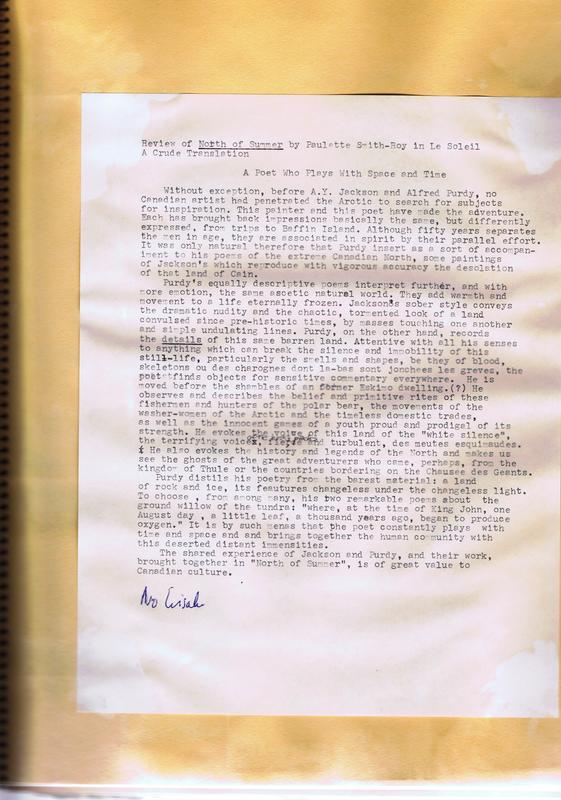 Review of North of Summer by Paulette Smith-Roy in Le Soleil
A Crude Translation
A Poet Who Plays With Space and Time
Without exception, before A.Y. Jackson and Alfred Purdy, no
Canadian artist had penetrated the Arctic to search for subjects
for inspiration. This painter and this poet have made the adventure.
Each has brought back impressions basically the same, but differently
expressed, from trips to Baffin Island. Although fifty years separates
the men in age, they are associated in spirit by their parallel effort.
It was only natural therefore that Purdy insert as a sort of accompan-
iment to his poems of the extreme Canadian North, some paintings
of Jackson's which reproduce with vigorous accuracy the desolation
of that land of Cain.
Purdy's equally descriptive poems interpret further, and with
more emotion, the same ascetic natural world. They add warmth and
movement to a life eternally frozen. Jackson's sober style conveys
the dramatic nudity and the chaotic, tormented look of a land
convulsed since pre-historic times, by masses touching one another
and simple undulating lines. Purdy, on the other hand, records
the details of this same barren land. Attentive with all his senses
to anything which can break the silence and immobility of this
still-life, particularly the smells and shapes, be they of blood,
skeletons ou des charognes dont la-bas sont jonchees les greves, the
poet finds objects for sensitive commentary everywhere. He is
moved before the shambles of an former Eskimo dwelling.(?) He
observes and describes the belief and primitive rites of these
fishermen and hunters of the polar bear, the movements of the
washer-women of the Arctic and the timeless domestic trades,
as well as the innocent games of a youth proud and prodigal of its
strength. He evokes the voice of this land of the "white silence",
the terrifying voice, fierce and turbulent, des meutes esquimaudes.
He also evokes the history and legends of the North and makes us
see the ghosts of the great adventurers who came, perhaps, from the
kingdom of Thule or the countries bordering on the Chausee des Geants.
Purdy distils his poetry from the barest material: a land
of rock and ice, its feautures changeless under the changeless light.
To choose , from among many, his two remarkable poems about the
ground willow of the tundra: "where, at the time of King John, one
August day , a little leaf, a thousand years ago, began to produce
oxygen." It is by such menas that the poet constantly plays with
time and space and and brings together the human community with
this deserted distant immensities.
The shared experience of Jackson and Purdy, and their work,
brought together in "North of Summer", is of great value to
Canadian culture.